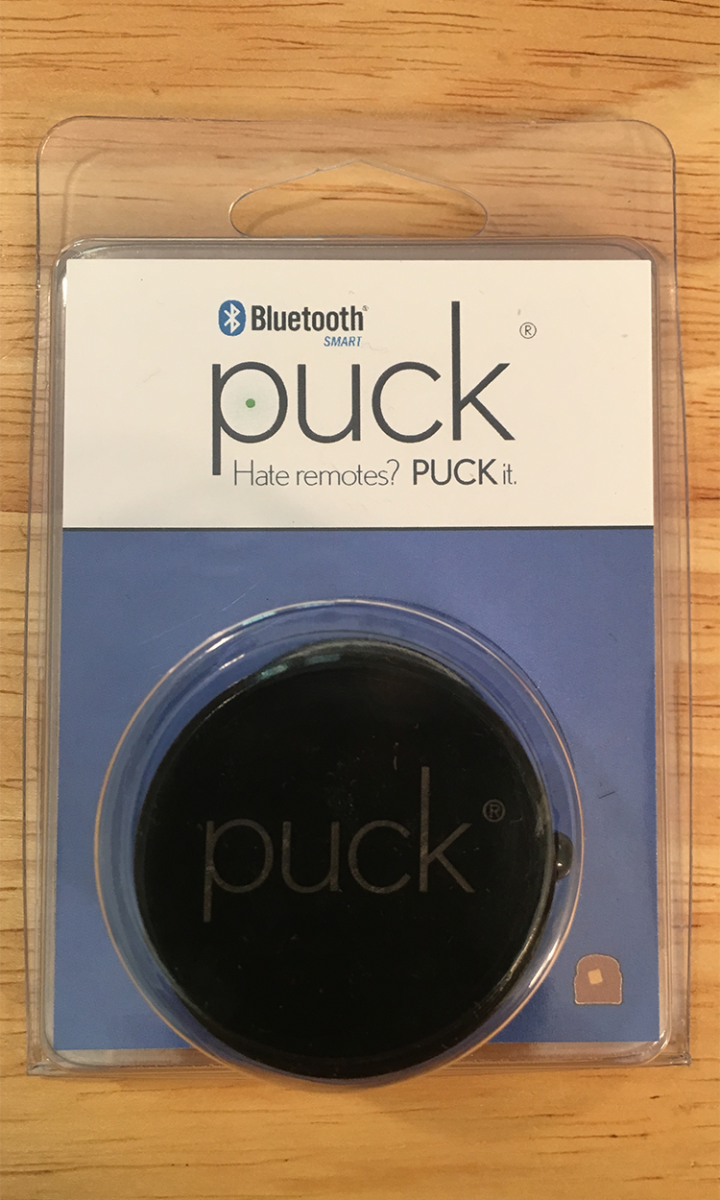 Bluetooth®
SMART
puck®
Hate remotes? PUCK it.
puck®